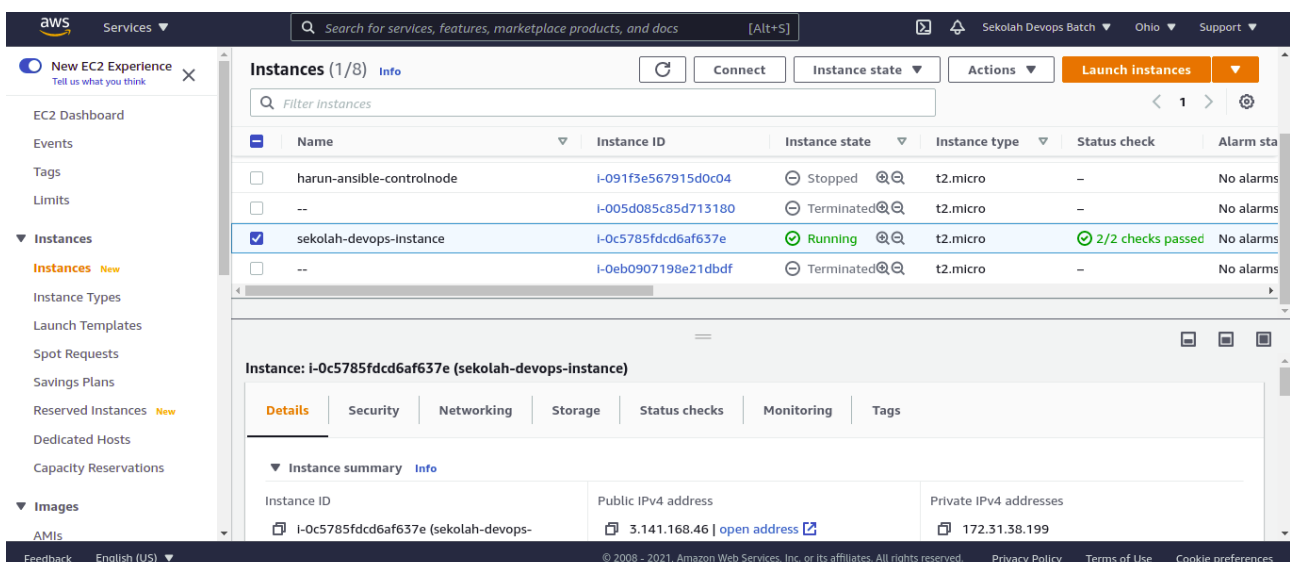 aws Services ▼ Search for services, features, marketplace products, and docs [Alt+S] Sekolah Devops Batch ▼ Ohio ▼ Support ▼
New EC2 Experience
Tell us what you think
EC2 Dashboard
Events
Tags
Limits
▼ Instances
Instances New
Instance Types
Launch Templates
Spot Requests
Savings Plans
Reserved Instances New
Dedicated Hosts
Capacity Reservations
▼ Images
AMIs
Instances (1/8) Info Connect Instance state ▼ Actions ▼ Launch instances ▼
Filter instances < 1 >
Name Instance ID Instance state Instance type Status check Alarm sta
harun-ansible-controlnode i-091f3e567915d0c04 Stopped t2.micro – No alarms
-- i-005d085c85d713180 Terminated t2.micro – No alarms
sekolah-devops-instance i-0c5785fdcd6af637e Running t2.micro 2/2 checks passed No alarms
-- i-0eb0907198e21dbdf Terminated t2.micro – No alarms
Instance: i-0c5785fdcd6af637e (sekolah-devops-instance)
Details Security Networking Storage Status checks Monitoring Tags
▼ Instance summary Info
Instance ID Public IPv4 address Private IPv4 addresses
i-0c5785fdcd6af637e (sekolah-devops- 3.141.168.46 | open address 172.31.38.199
Feedback English (US) ▼ © 2008 - 2021, Amazon Web Services, Inc. or its affiliates. All rights reserved. Privacy Policy Terms of Use Cookie preferences